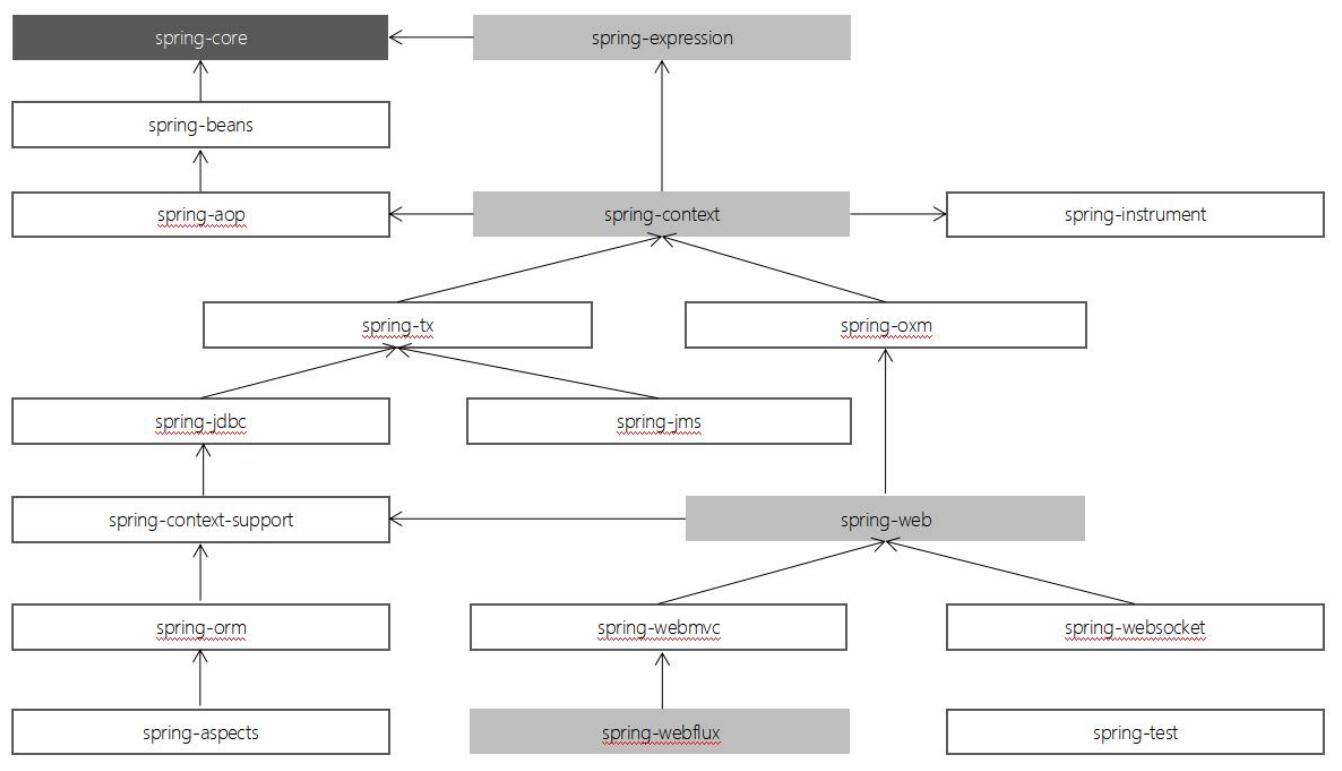 spring-core
spring-expression
spring-beans
spring-aop
spring-context
spring-instrument
spring-tx
spring-oxm
spring-jdbc
spring-jms
spring-context-support
spring-web
spring-orm
spring-webmvc
spring-websocket
spring-aspects
spring-webflux
spring-test